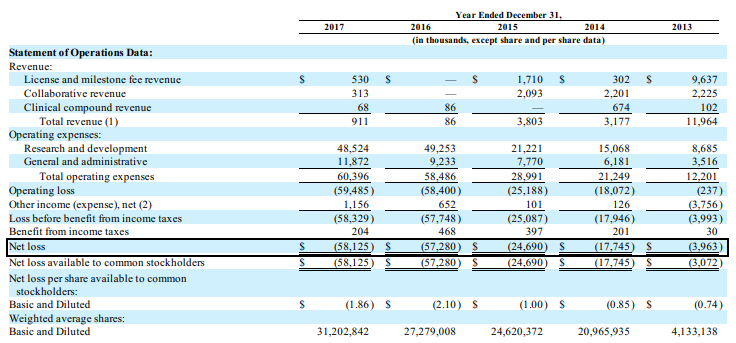 Year Ended December 31,
2017 2016 2015 2014 2013
(in thousands, except share and per share data)
Statement of Operations Data:
Revenue:
License and milestone fee revenue $ 530 $ — $ 1,710 $ 302 $ 9,637
Collaborative revenue 313 — 2,093 2,201 2,225
Clinical compound revenue 68 86 — 674 102
Total revenue (1) 911 86 3,803 3,177 11,964
Operating expenses:
Research and development 48,524 49,253 21,221 15,068 8,685
General and administrative 11,872 9,233 7,770 6,181 3,516
Total operating expenses 60,396 58,486 28,991 21,249 12,201
Operating loss (59,485) (58,400) (25,188) (18,072) (237)
Other income (expense), net (2) 1,156 652 101 126 (3,756)
Loss before benefit from income taxes (58,329) (57,748) (25,087) (17,946) (3,993)
Benefit from income taxes 204 468 397 201 30
Net loss $ (58,125) $ (57,280) $ (24,690) $ (17,745) $ (3,963)
Net loss available to common stockholders $ (58,125) $ (57,280) $ (24,690) $ (17,745) $ (3,072)
Net loss per share available to common
stockholders:
Basic and Diluted $ (1.86) $ (2.10) $ (1.00) $ (0.85) $ (0.74)
Weighted average shares:
Basic and Diluted 31,202,842 27,279,008 24,620,372 20,965,935 4,133,138